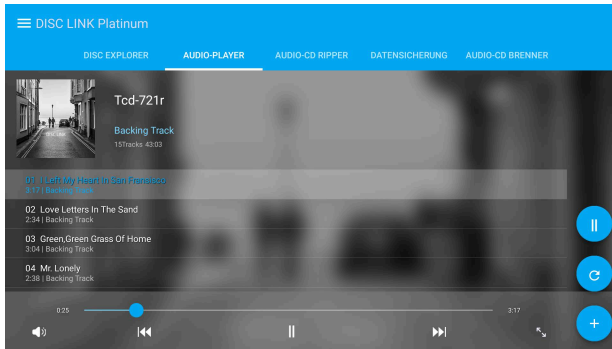 DISC LINK Platinum
DISC EXPLORER AUDIO-PLAYER AUDIO-CD RIPPER DATENSICHERUNG AUDIO-CD BRENNER
Tcd-721r
Backing Track
15Tracks 43:03
01 I Left My Heart In San Francisco
3:17 | Backing Track
02 Love Letters In The Sand
2:34 | Backing Track
03 Green,Green Grass Of Home
3:04 | Backing Track
04 Mr. Lonely
2:38 | Backing Track
0:25 3:17